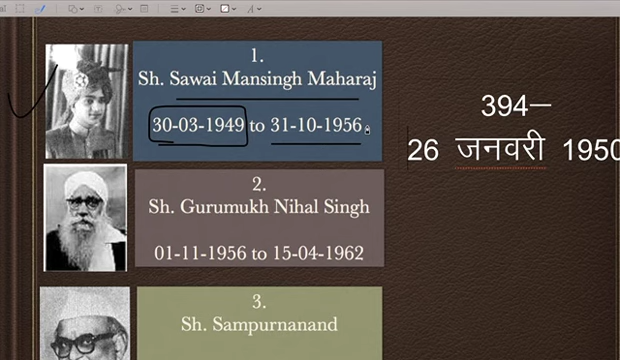 1.
Sh. Sawai Mansingh Maharaj
30-03-1949 to 31-10-1956
2.
Sh. Gurumukh Nihal Singh
01-11-1956 to 15-04-1962
3.
Sh. Sampurnanand
394–
26 जनवरी 1950